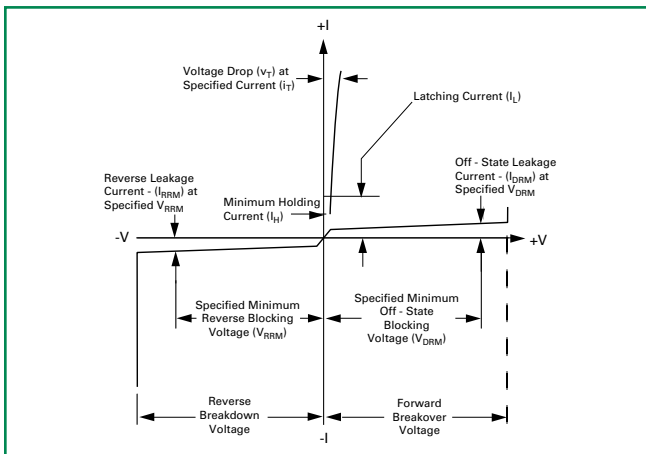 +I
Voltage Drop (vT) at
Specified Current (iT)
Latching Current (IL)
Reverse Leakage
Current - (IRRM) at
Specified VRRM
Off - State Leakage
Current - (IDRM) at
Specified VDRM
Minimum Holding
Current (IH)
-V
+V
Specified Minimum
Reverse Blocking
Voltage (VRRM)
Specified Minimum
Off - State
Blocking
Voltage (VDRM)
Reverse
Breakdown
Voltage
Forward
Breakover
Voltage
-I